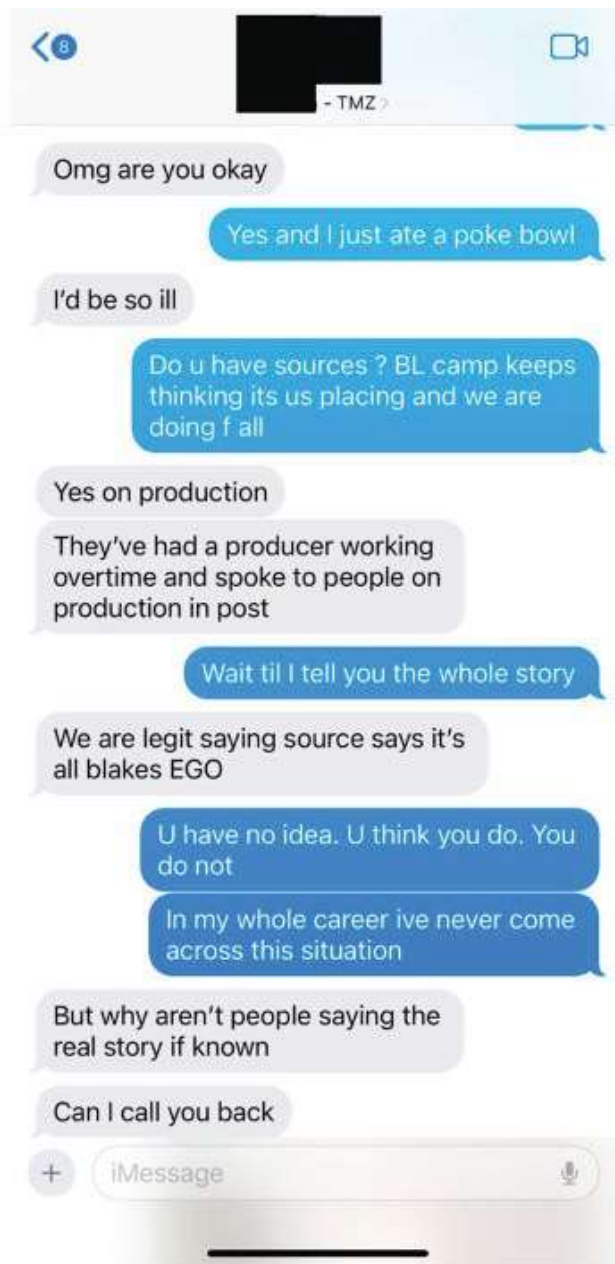 8
- TMZ
Omg are you okay
Yes and I just ate a poke bowl
I'd be so ill
Do u have sources ? BL camp keeps
thinking its us placing and we are
doing f all
Yes on production
They've had a producer working
overtime and spoke to people on
production in post
Wait til I tell you the whole story
We are legit saying source says it's
all blakes EGO
U have no idea. U think you do. You
do not
In my whole career ive never come
across this situation
But why aren't people saying the
real story if known
Can I call you back
iMessage